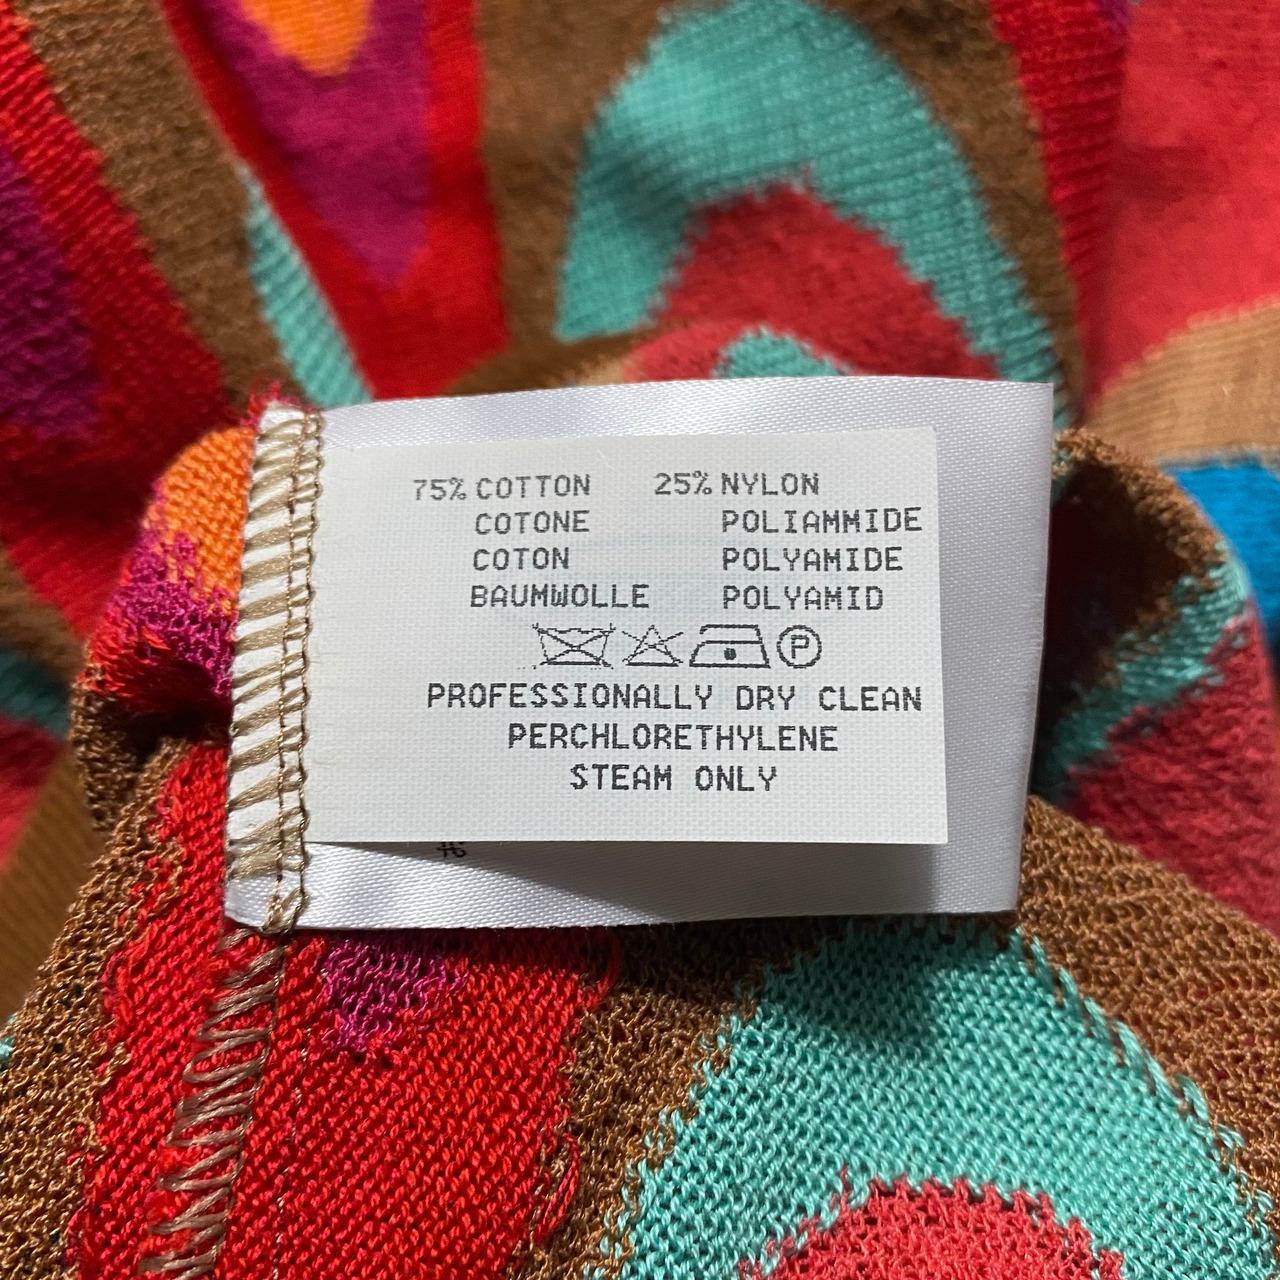 75% COTTON 25% NYLON
COTONE POLIAMMIDE
COTON POLYAMIDE
BAUMWOLLE POLYAMID
P
PROFESSIONALLY DRY CLEAN
PERCHLORETHYLENE
STEAM ONLY